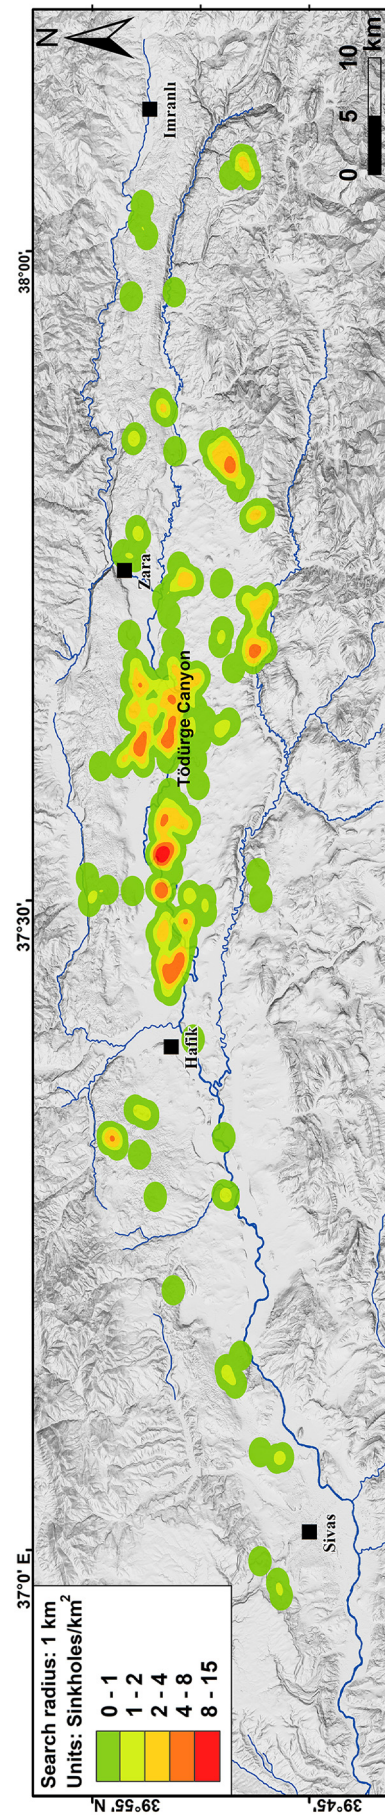 Search radius: 1 km
Units: Sinkholes/km²
0 - 1
1 - 2
2 - 4
4 - 8
8 - 15
37°0' E
37°30'
38°00'
39°55' N
39°45'
N
0 5 10
km
Sivas
Hafik
Tödürge Canyon
Zara
Imranlı